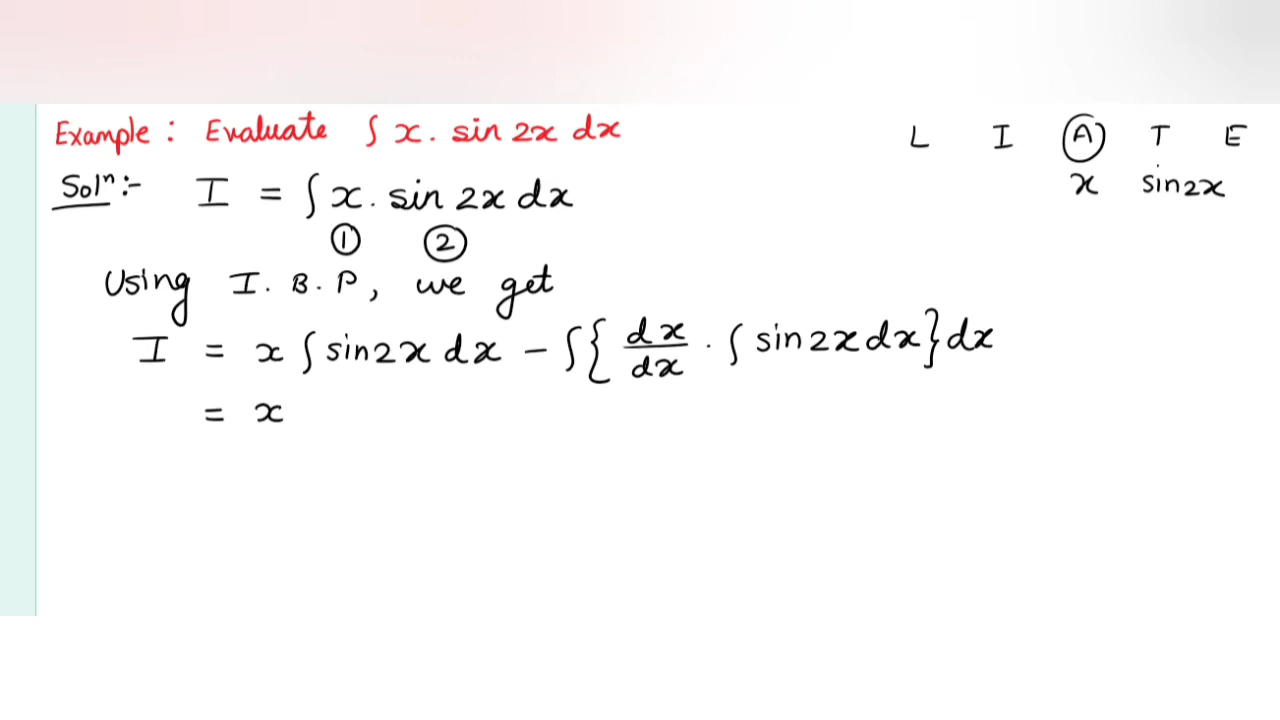 Example : Evaluate ∫ x . sin 2x dx
L I A T E
x sin2x
Solⁿ :- I = ∫ x . sin 2x dx
① ②
Using I. B. P, we get
I = x ∫ sin2x dx - ∫ { dx/dx · ∫ sin2x dx } dx
= x